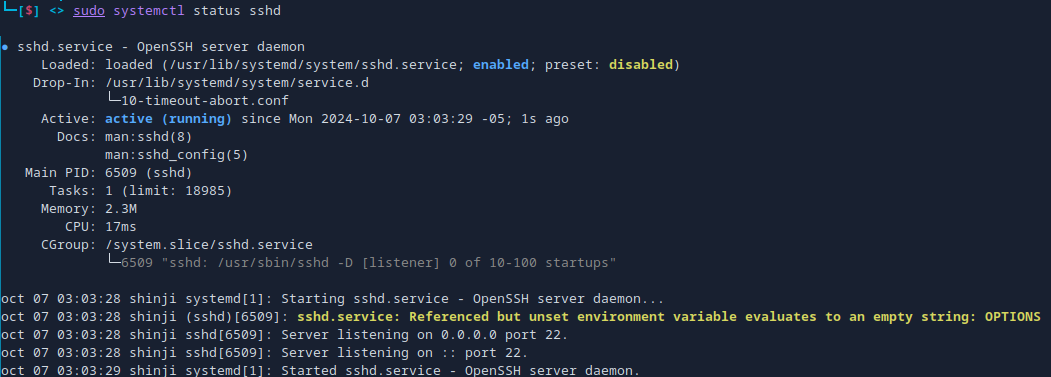 └─[$] <> sudo systemctl status sshd
● sshd.service - OpenSSH server daemon
Loaded: loaded (/usr/lib/systemd/system/sshd.service; enabled; preset: disabled)
Drop-In: /usr/lib/systemd/system/service.d
└─10-timeout-abort.conf
Active: active (running) since Mon 2024-10-07 03:03:29 -05; 1s ago
Docs: man:sshd(8)
man:sshd_config(5)
Main PID: 6509 (sshd)
Tasks: 1 (limit: 18985)
Memory: 2.3M
CPU: 17ms
CGroup: /system.slice/sshd.service
└─6509 "sshd: /usr/sbin/sshd -D [listener] 0 of 10-100 startups"
oct 07 03:03:28 shinji systemd[1]: Starting sshd.service - OpenSSH server daemon...
oct 07 03:03:28 shinji (sshd)[6509]: sshd.service: Referenced but unset environment variable evaluates to an empty string: OPTIONS
oct 07 03:03:28 shinji sshd[6509]: Server listening on 0.0.0.0 port 22.
oct 07 03:03:28 shinji sshd[6509]: Server listening on :: port 22.
oct 07 03:03:29 shinji systemd[1]: Started sshd.service - OpenSSH server daemon.